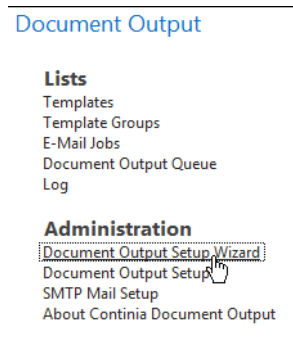 Document Output
Lists
Templates
Template Groups
E-Mail Jobs
Document Output Queue
Log
Administration
Document Output Setup Wizard
Document Output Setup
SMTP Mail Setup
About Continia Document Output